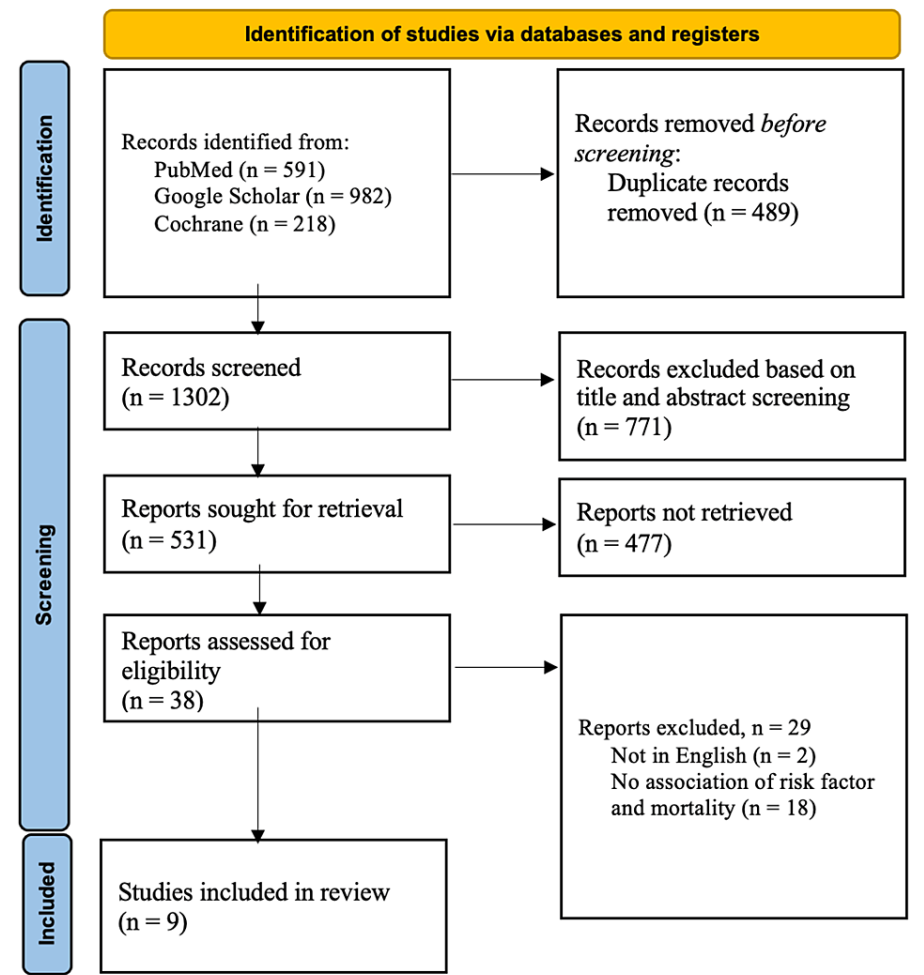 Identification of studies via databases and registers
Identification
Records identified from:
PubMed (n = 591)
Google Scholar (n = 982)
Cochrane (n = 218)
Records removed before
screening:
Duplicate records
removed (n = 489)
Screening
Records screened
(n = 1302)
Records excluded based on
title and abstract screening
(n = 771)
Reports sought for retrieval
(n = 531)
Reports not retrieved
(n = 477)
Reports assessed for
eligibility
(n = 38)
Reports excluded, n = 29
Not in English (n = 2)
No association of risk factor
and mortality (n = 18)
Included
Studies included in review
(n = 9)